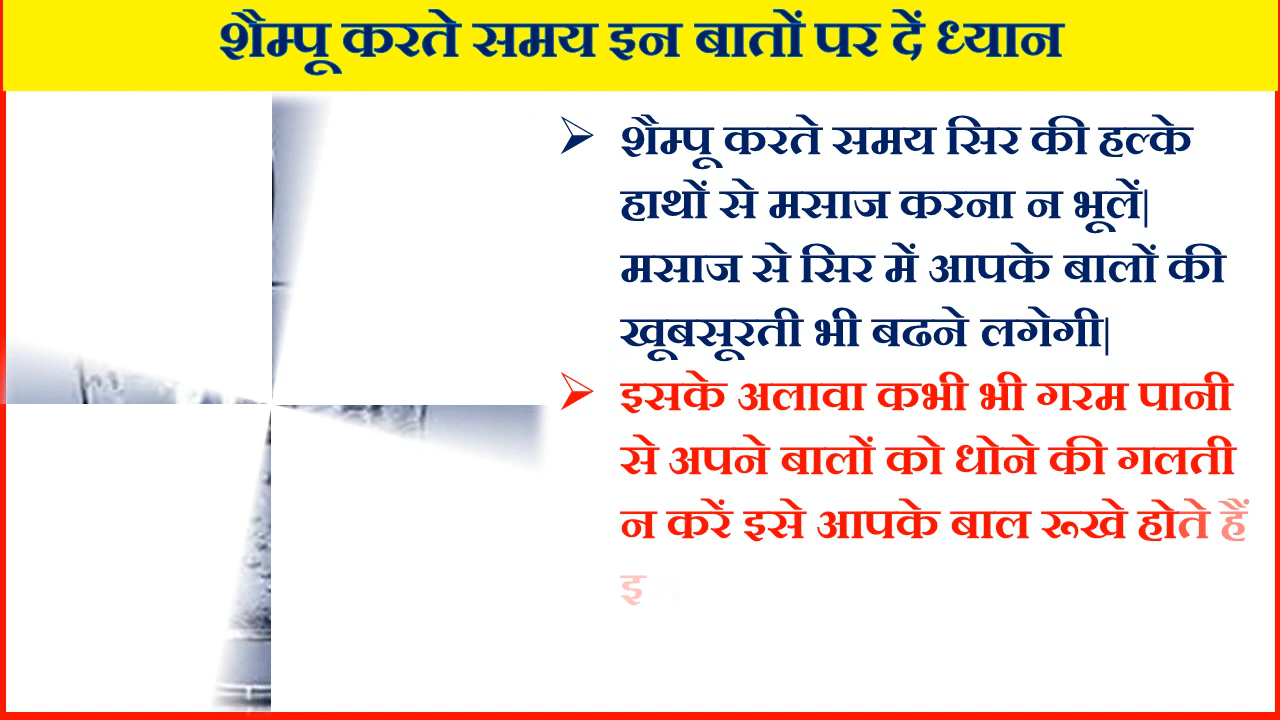 शैम्पू करते समय इन बातों पर दें ध्यान
शैम्पू करते समय सिर की हल्के
हाथों से मसाज करना न भूलें|
मसाज से सिर में आपके बालों की
खूबसूरती भी बढने लगेगी|
इसके अलावा कभी भी गरम पानी
से अपने बालों को धोने की गलती
न करें इसे आपके बाल रूखे होते हैं